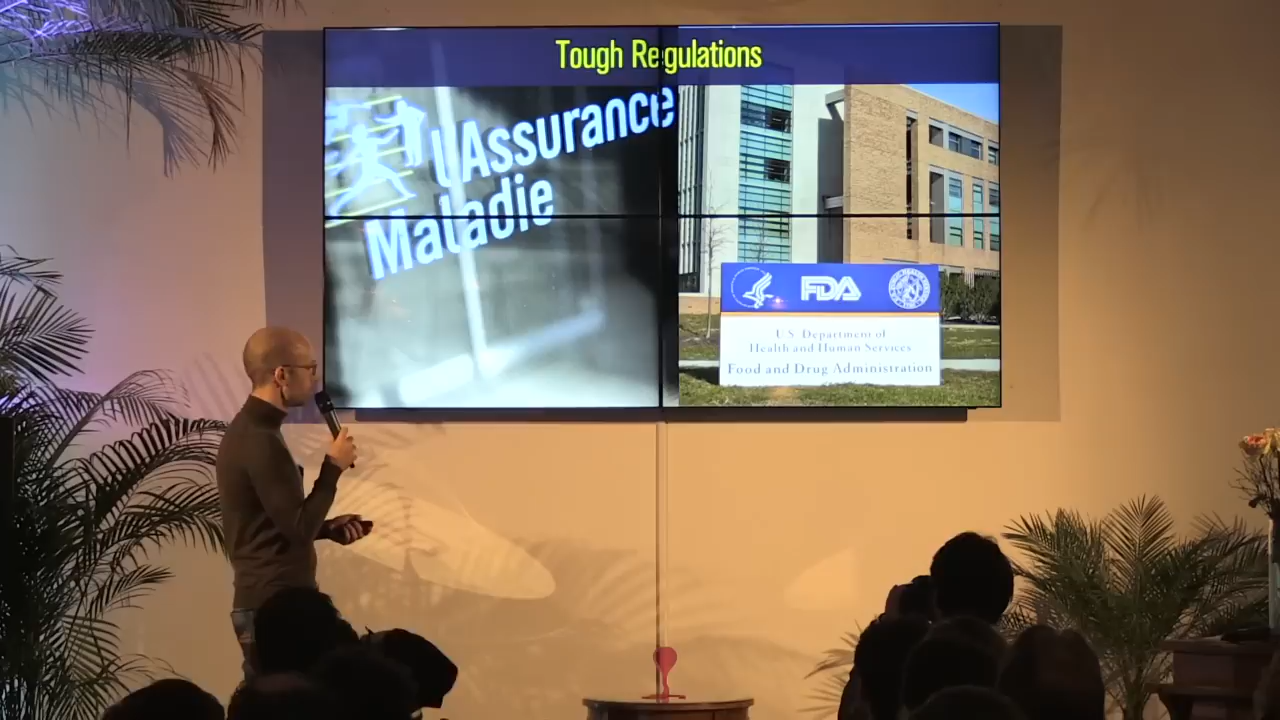 Tough Regulations
l'Assurance
Maladie
FDA
U.S. Department of
Health and Human Services
Food and Drug Administration